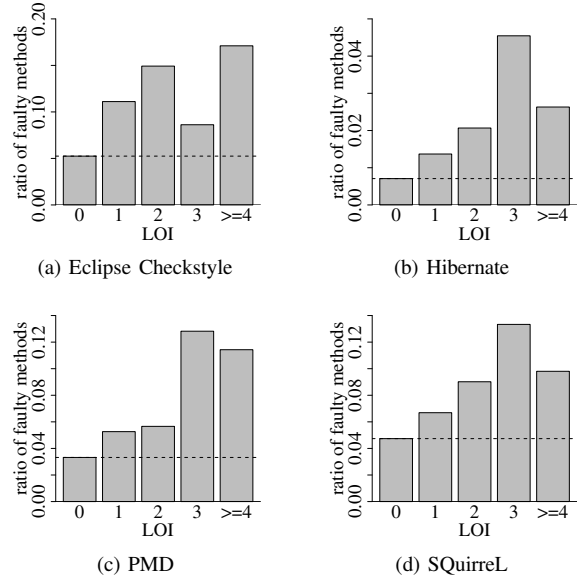 ratio of faulty methods
0.00 0.10 0.20
0 1 2 3 >=4
LOI
(a) Eclipse Checkstyle
ratio of faulty methods
0.00 0.02 0.04
0 1 2 3 >=4
LOI
(b) Hibernate
ratio of faulty methods
0.00 0.04 0.08 0.12
0 1 2 3 >=4
LOI
(c) PMD
ratio of faulty methods
0.00 0.04 0.08 0.12
0 1 2 3 >=4
LOI
(d) SQuirreL